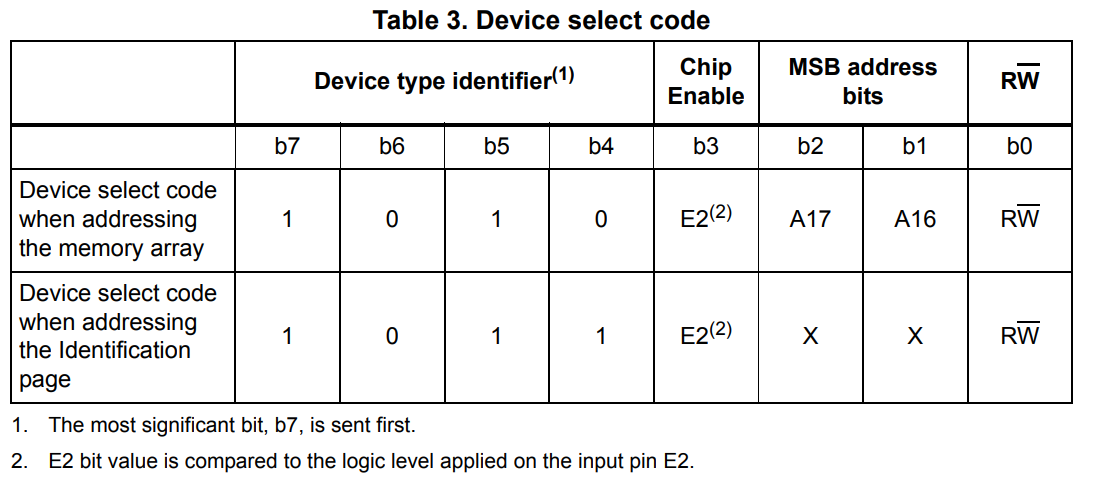 Table 3. Device select code
Device type identifier(1)
Chip Enable
MSB address bits
RW̅
b7 b6 b5 b4 b3 b2 b1 b0
Device select code
when addressing
the memory array
1 0 1 0 E2(2) A17 A16 RW̅
Device select code
when addressing
the Identification
page
1 0 1 1 E2(2) X X RW̅
1. The most significant bit, b7, is sent first.
2. E2 bit value is compared to the logic level applied on the input pin E2.